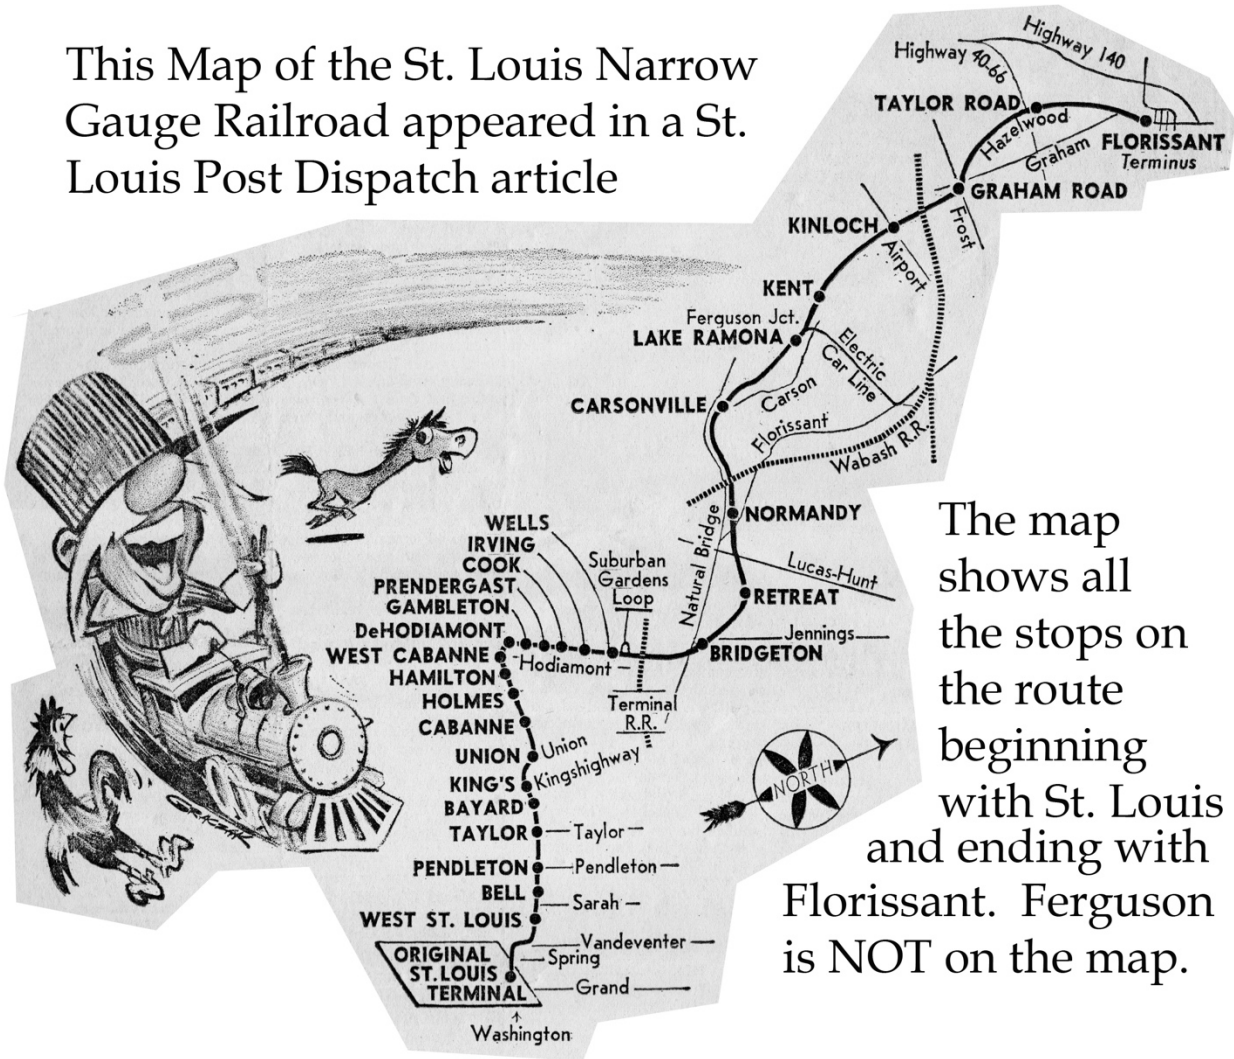 This Map of the St. Louis Narrow
Gauge Railroad appeared in a St.
Louis Post Dispatch article
Highway 140
Highway 40-66
TAYLOR ROAD
Hazelwood
Graham
FLORISSANT
Terminus
GRAHAM ROAD
Frost
KINLOCH
Airport
KENT
Ferguson Jct.
LAKE RAMONA
Electric
Car Line
Carson
CARSONVILLE
Florissant
Wabash R.R.
NORMANDY
Natural Bridge
Lucas-Hunt
RETREAT
Jennings
BRIDGETON
WELLS
IRVING
COOK
PRENDERGAST
GAMBLETON
DeHODIAMONT
Suburban
Gardens
Loop
WEST CABANNE
Hodiamont
HAMILTON
HOLMES
Terminal
R.R.
CABANNE
UNION
Union
KING'S
Kingshighway
BAYARD
TAYLOR
Taylor
PENDLETON
Pendleton
BELL
Sarah
WEST ST. LOUIS
Vandeventer
Spring
ORIGINAL
ST. LOUIS
TERMINAL
Grand
Washington
NORTH
The map
shows all
the stops on
the route
beginning
with St. Louis
and ending with
Florissant. Ferguson
is NOT on the map.